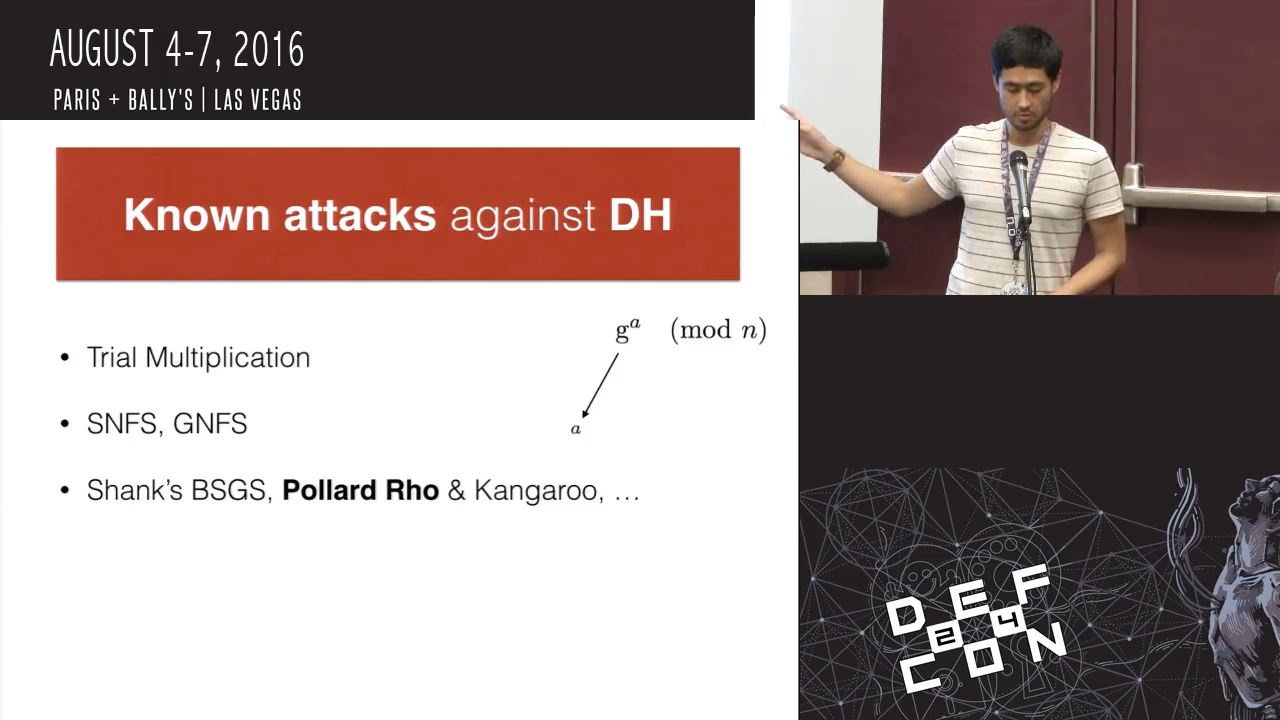 AUGUST 4-7, 2016
PARIS + BALLY'S | LAS VEGAS
Known attacks against DH
• Trial Multiplication
• SNFS, GNFS
• Shank's BSGS, Pollard Rho & Kangaroo, …
g^a (mod n)
a
DEF
24
CON